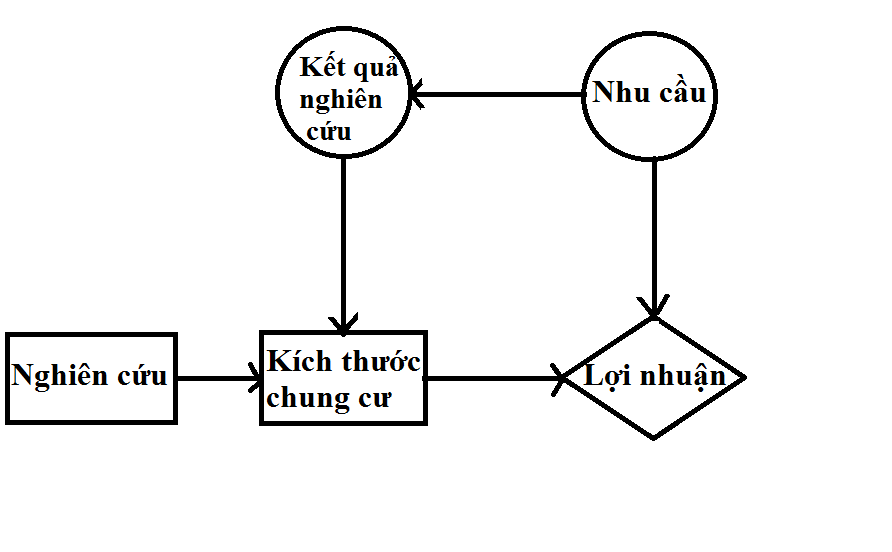 Kết quả
nghiên
cứu
Nhu cầu
Nghiên cứu
Kích thước
chung cư
Lợi nhuận